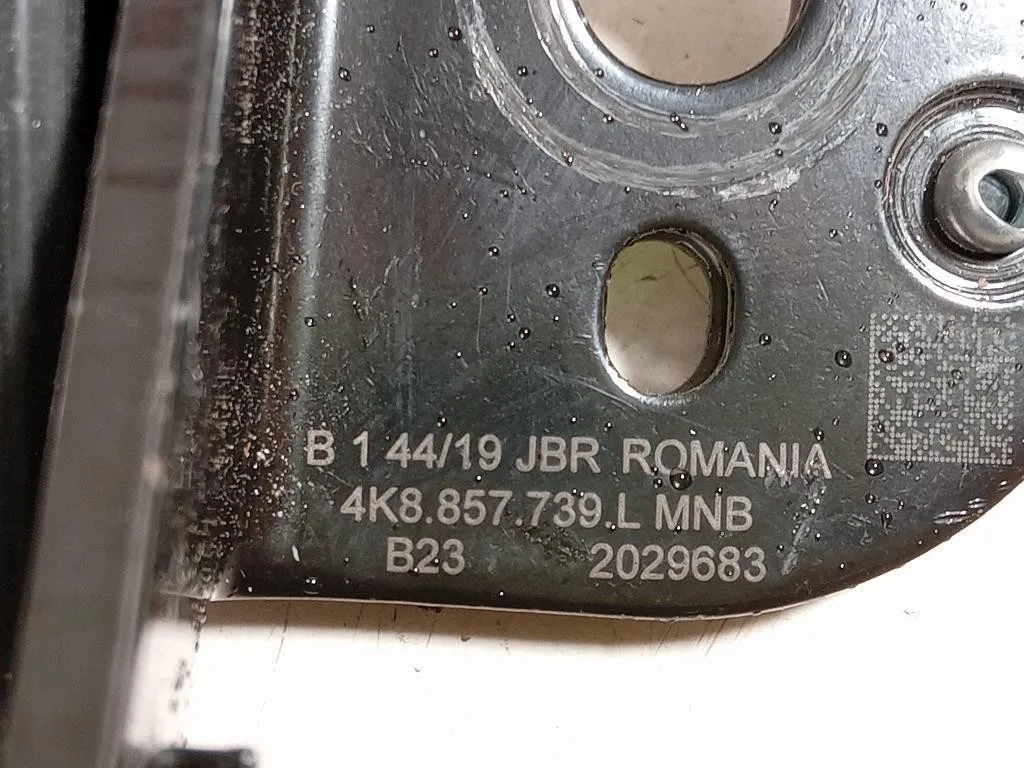 B 1 44/19 JBR ROMANIA
4K8.857.739.L MNB
B23 2029683